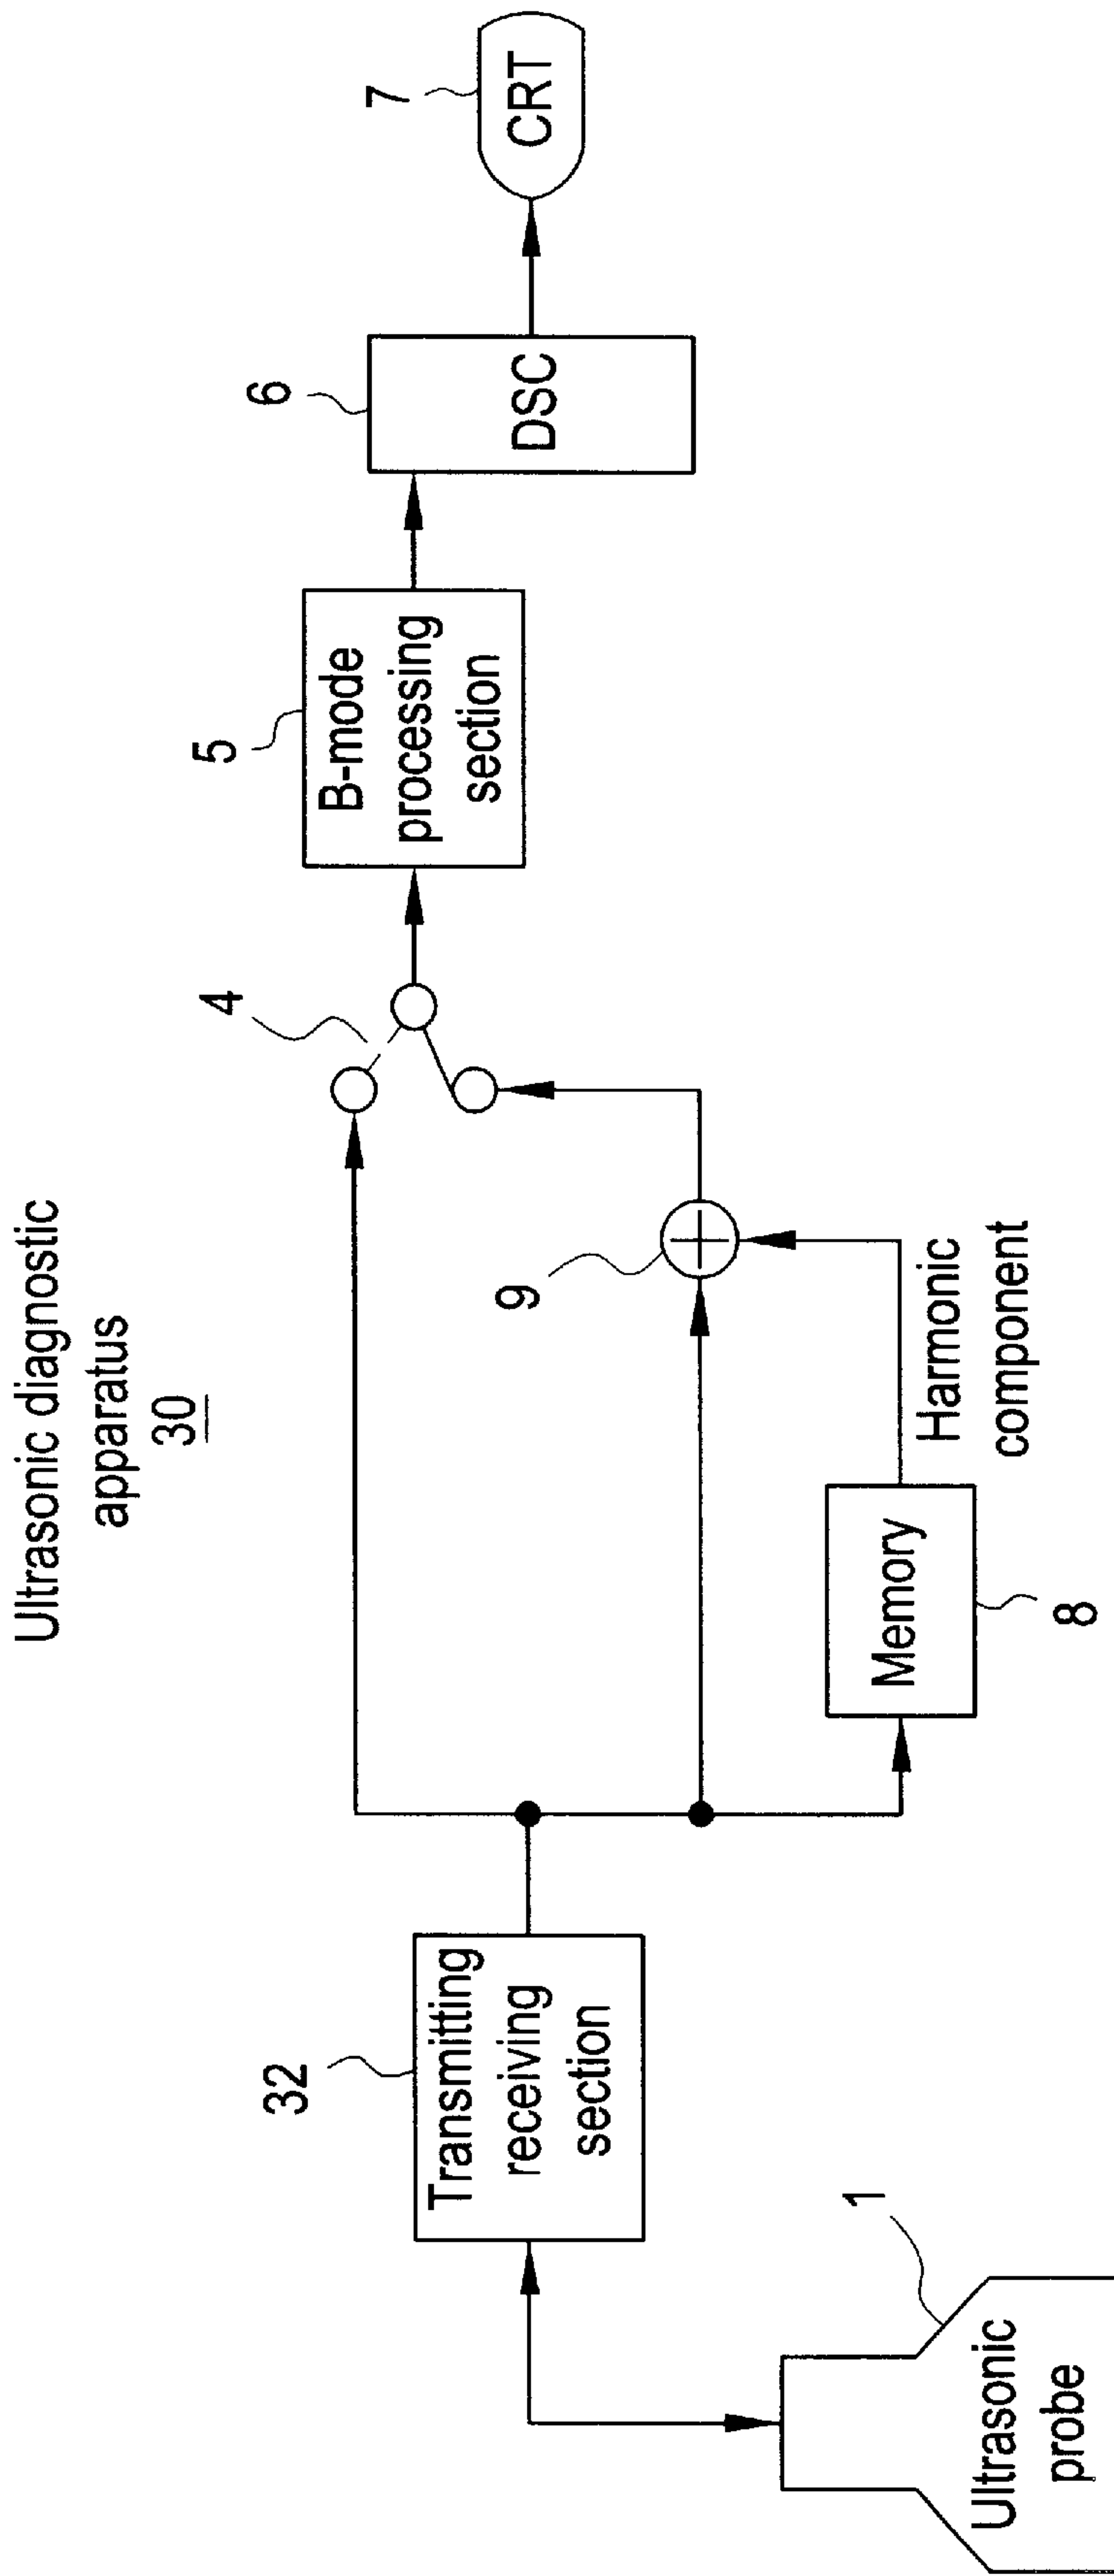 Ultrasonic diagnostic
apparatus
30
Ultrasonic
probe
1
Transmitting
receiving
section
32
Memory
8
Harmonic
component
9
4
B-mode
processing
section
5
DSC
6
CRT
7